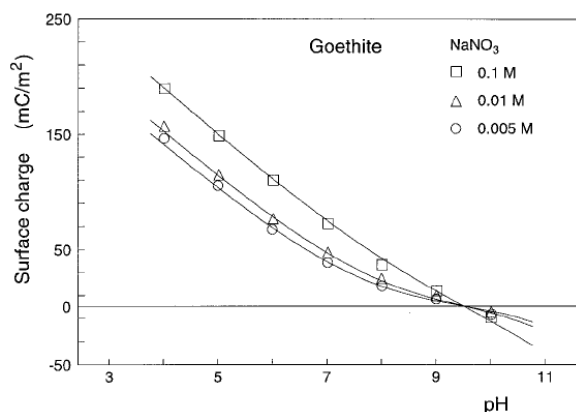 250
150
50
0
-50
Surface charge (mC/m²)
Goethite
NaNO₃
0.1 M
0.01 M
0.005 M
3 5 7 9 11
pH